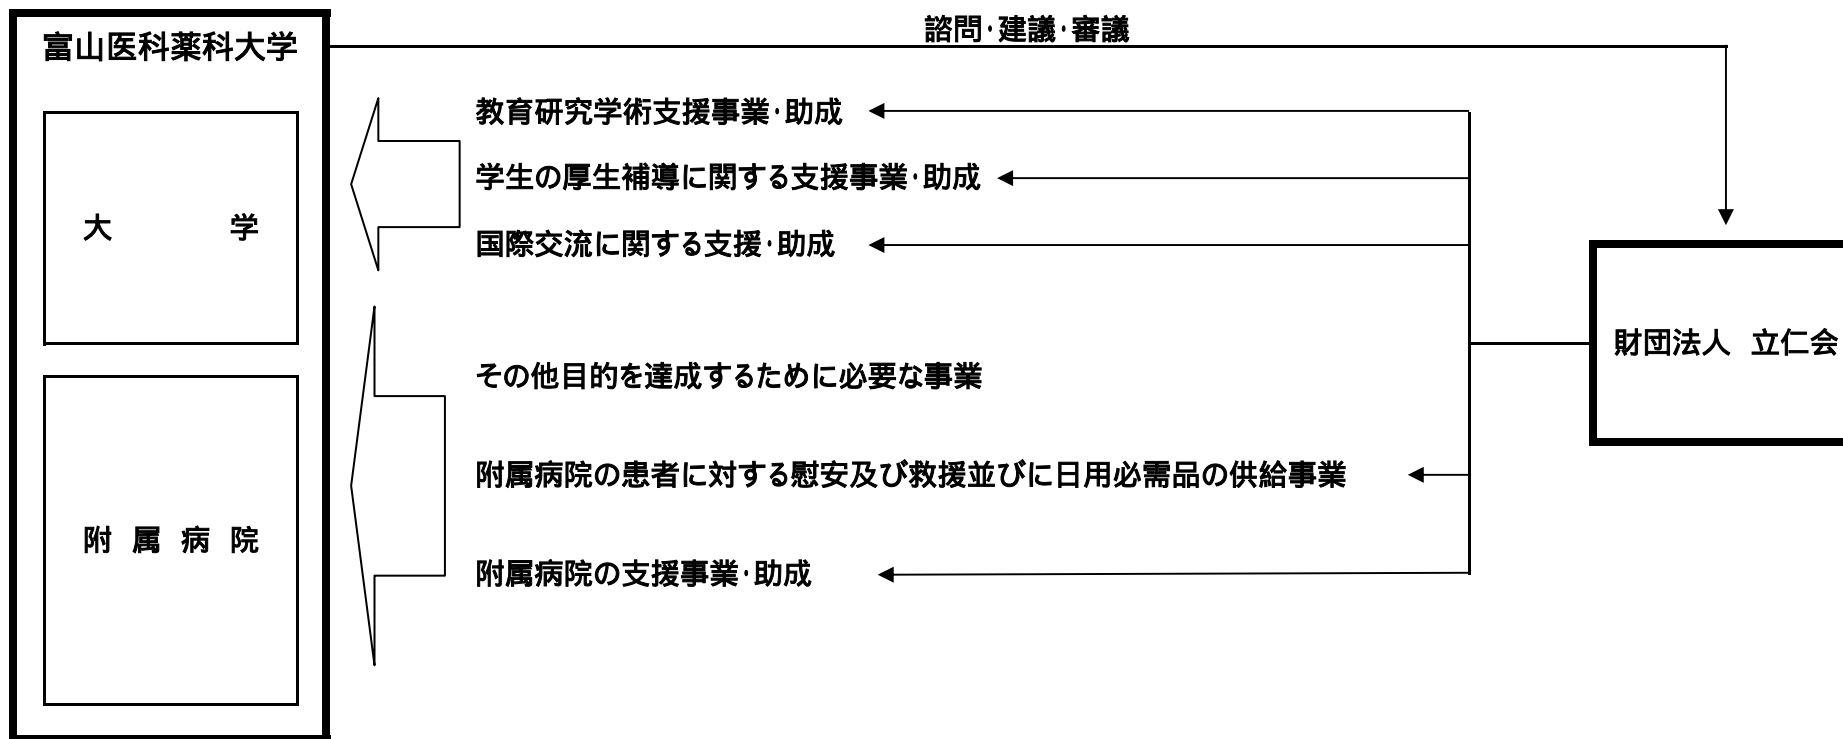 諮問・建議・審議
富山医科薬科大学
教育研究学術支援事業・助成
学生の厚生補導に関する支援事業・助成
大学
国際交流に関する支援・助成
財団法人 立仁会
その他目的を達成するために必要な事業
附属病院の患者に対する慰安及び救援並びに日用必需品の供給事業
附属病院
附属病院の支援事業・助成